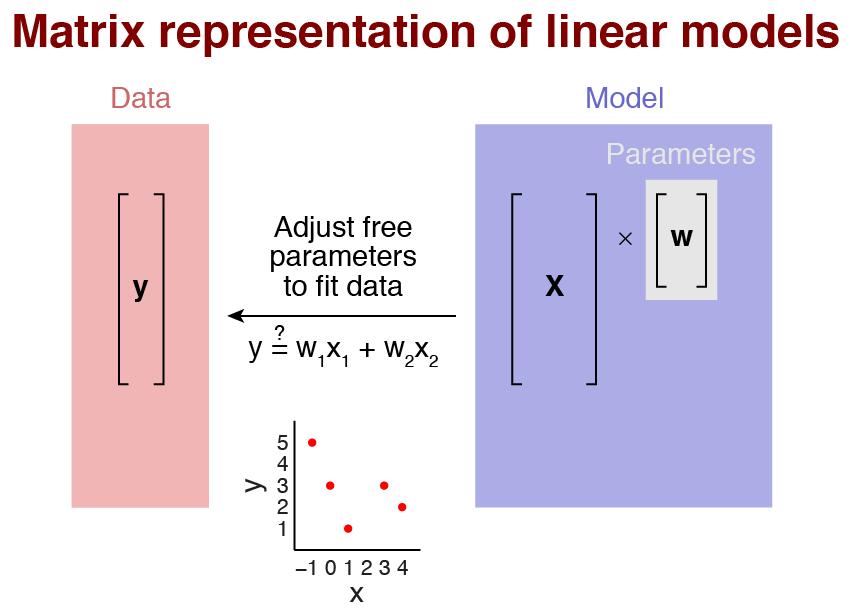 Matrix representation of linear models
Data
Model
Parameters
y
X
×
w
Adjust free
parameters
to fit data
y ≟ w₁x₁ + w₂x₂
5
4
3
2
1
y
−1 0 1 2 3 4
x